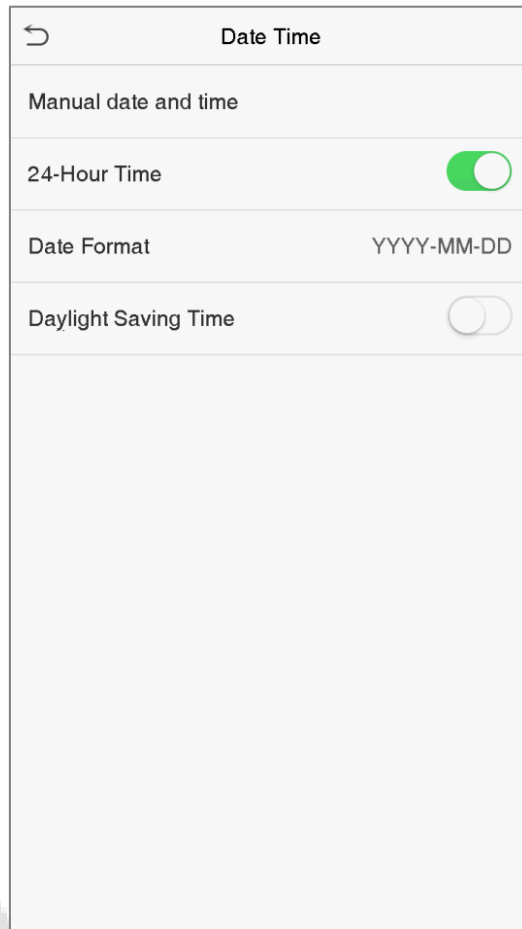 Date Time
Manual date and time
24-Hour Time
Date Format YYYY-MM-DD
Daylight Saving Time